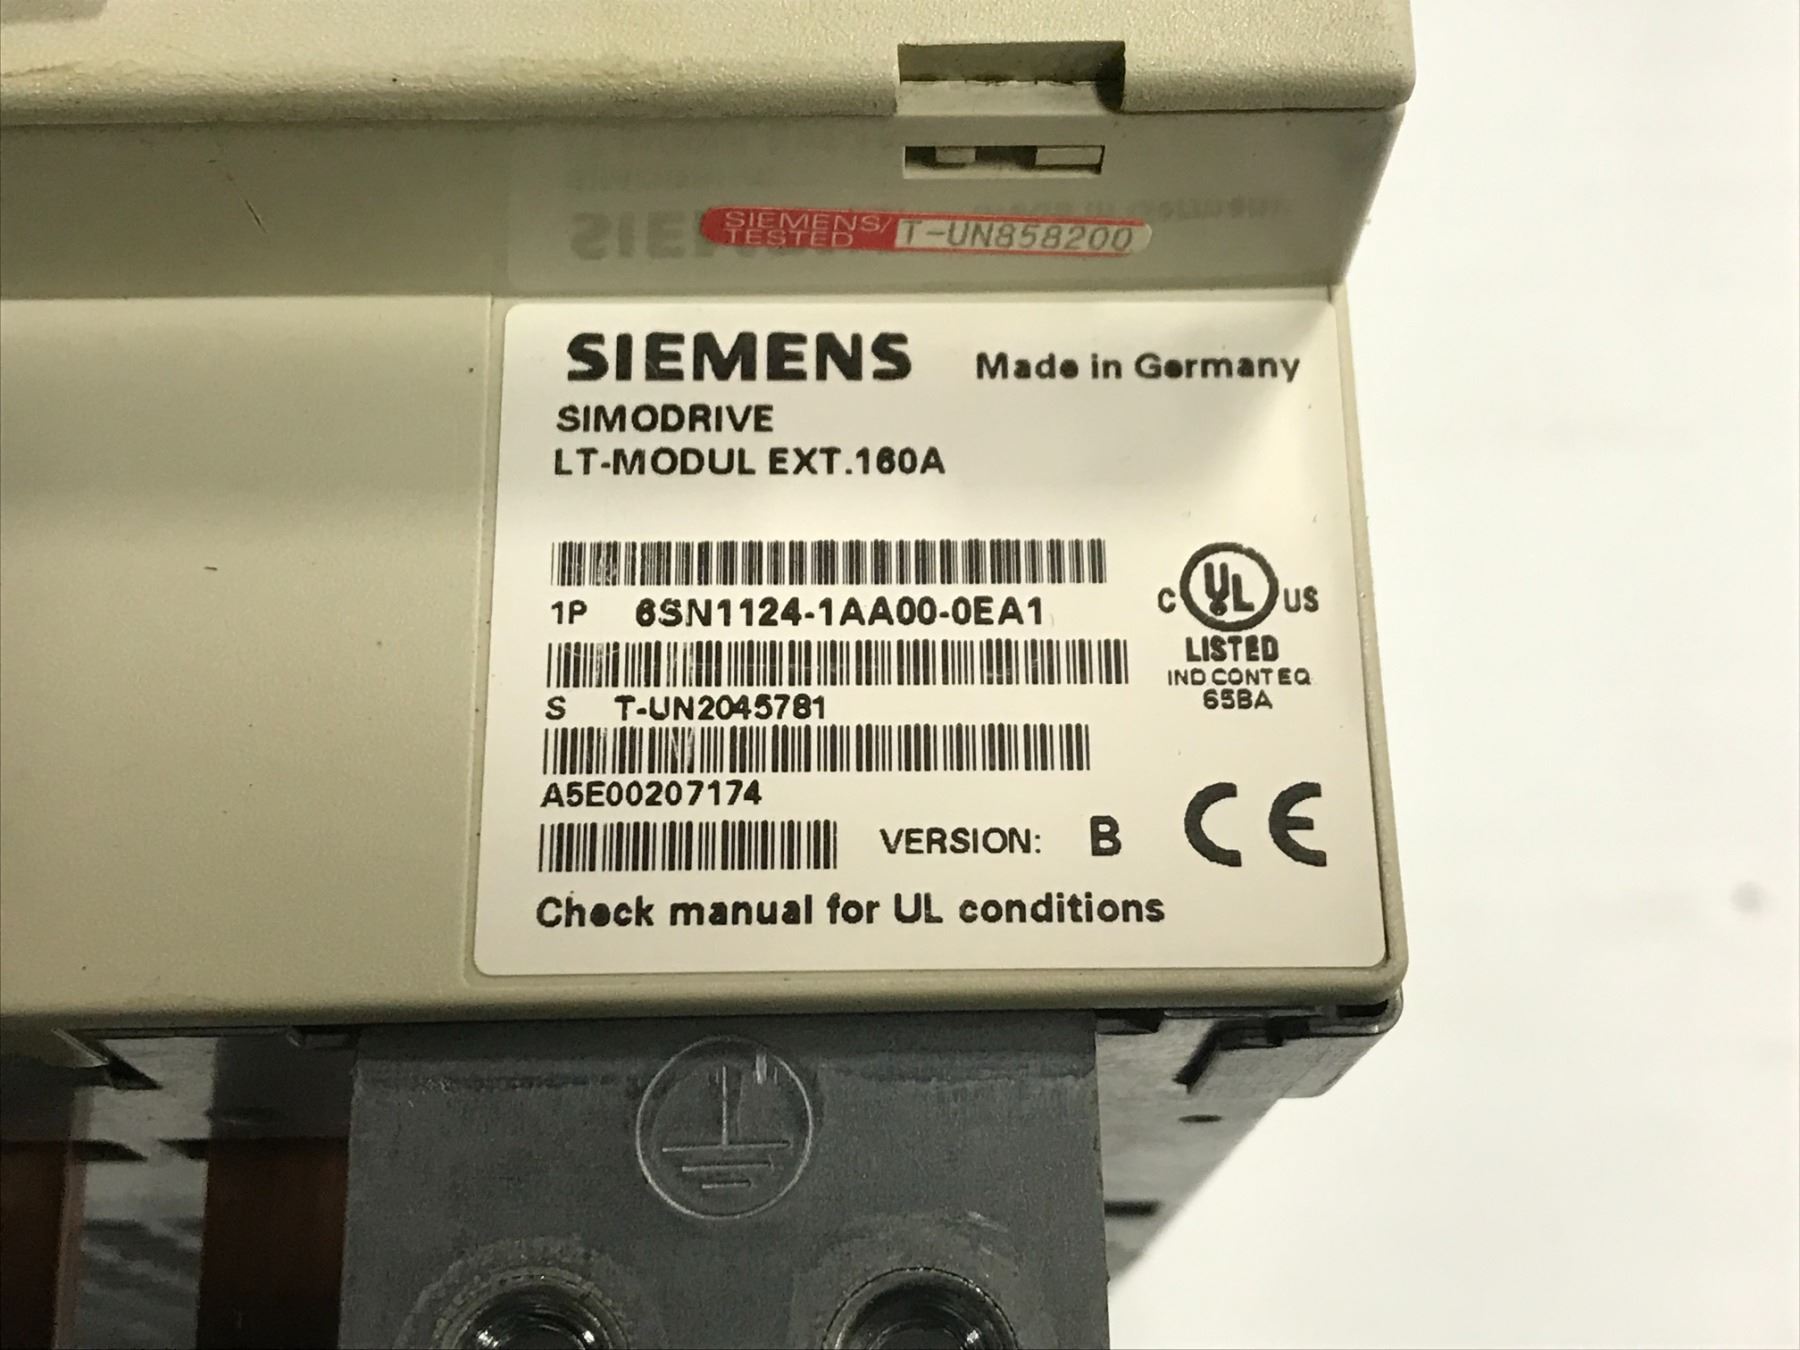 SIEMENS/
TESTED
T-UN858200
SIEMENS Made in Germany
SIMODRIVE
LT-MODUL EXT.160A
1P 6SN1124-1AA00-0EA1
C UL US
LISTED
IND CONT EQ
65BA
S T-UN2045781
A5E00207174
VERSION: B CE
Check manual for UL conditions